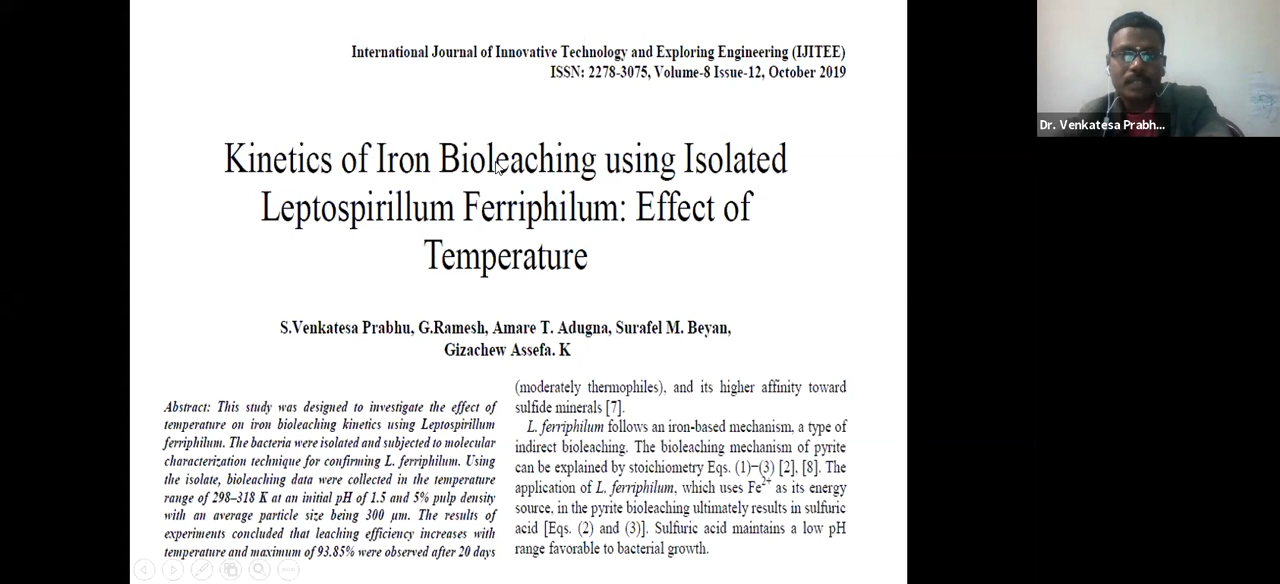 International Journal of Innovative Technology and Exploring Engineering (IJITEE)
ISSN: 2278-3075, Volume-8 Issue-12, October 2019
Kinetics of Iron Bioleaching using Isolated
Leptospirillum Ferriphilum: Effect of
Temperature
S.Venkatesa Prabhu, G.Ramesh, Amare T. Adugna, Surafel M. Beyan,
Gizachew Assefa. K
Abstract: This study was designed to investigate the effect of
temperature on iron bioleaching kinetics using Leptospirillum
ferriphilum. The bacteria were isolated and subjected to molecular
characterization technique for confirming L. ferriphilum. Using
the isolate, bioleaching data were collected in the temperature
range of 298–318 K at an initial pH of 1.5 and 5% pulp density
with an average particle size being 300 µm. The results of
experiments concluded that leaching efficiency increases with
temperature and maximum of 93.85% were observed after 20 days
(moderately thermophiles), and its higher affinity toward
sulfide minerals [7].
L. ferriphilum follows an iron-based mechanism, a type of
indirect bioleaching. The bioleaching mechanism of pyrite
can be explained by stoichiometry Eqs. (1)–(3) [2], [8]. The
application of L. ferriphilum, which uses Fe²⁺ as its energy
source, in the pyrite bioleaching ultimately results in sulfuric
acid [Eqs. (2) and (3)]. Sulfuric acid maintains a low pH
range favorable to bacterial growth.
Dr. Venkatesa Prabh...